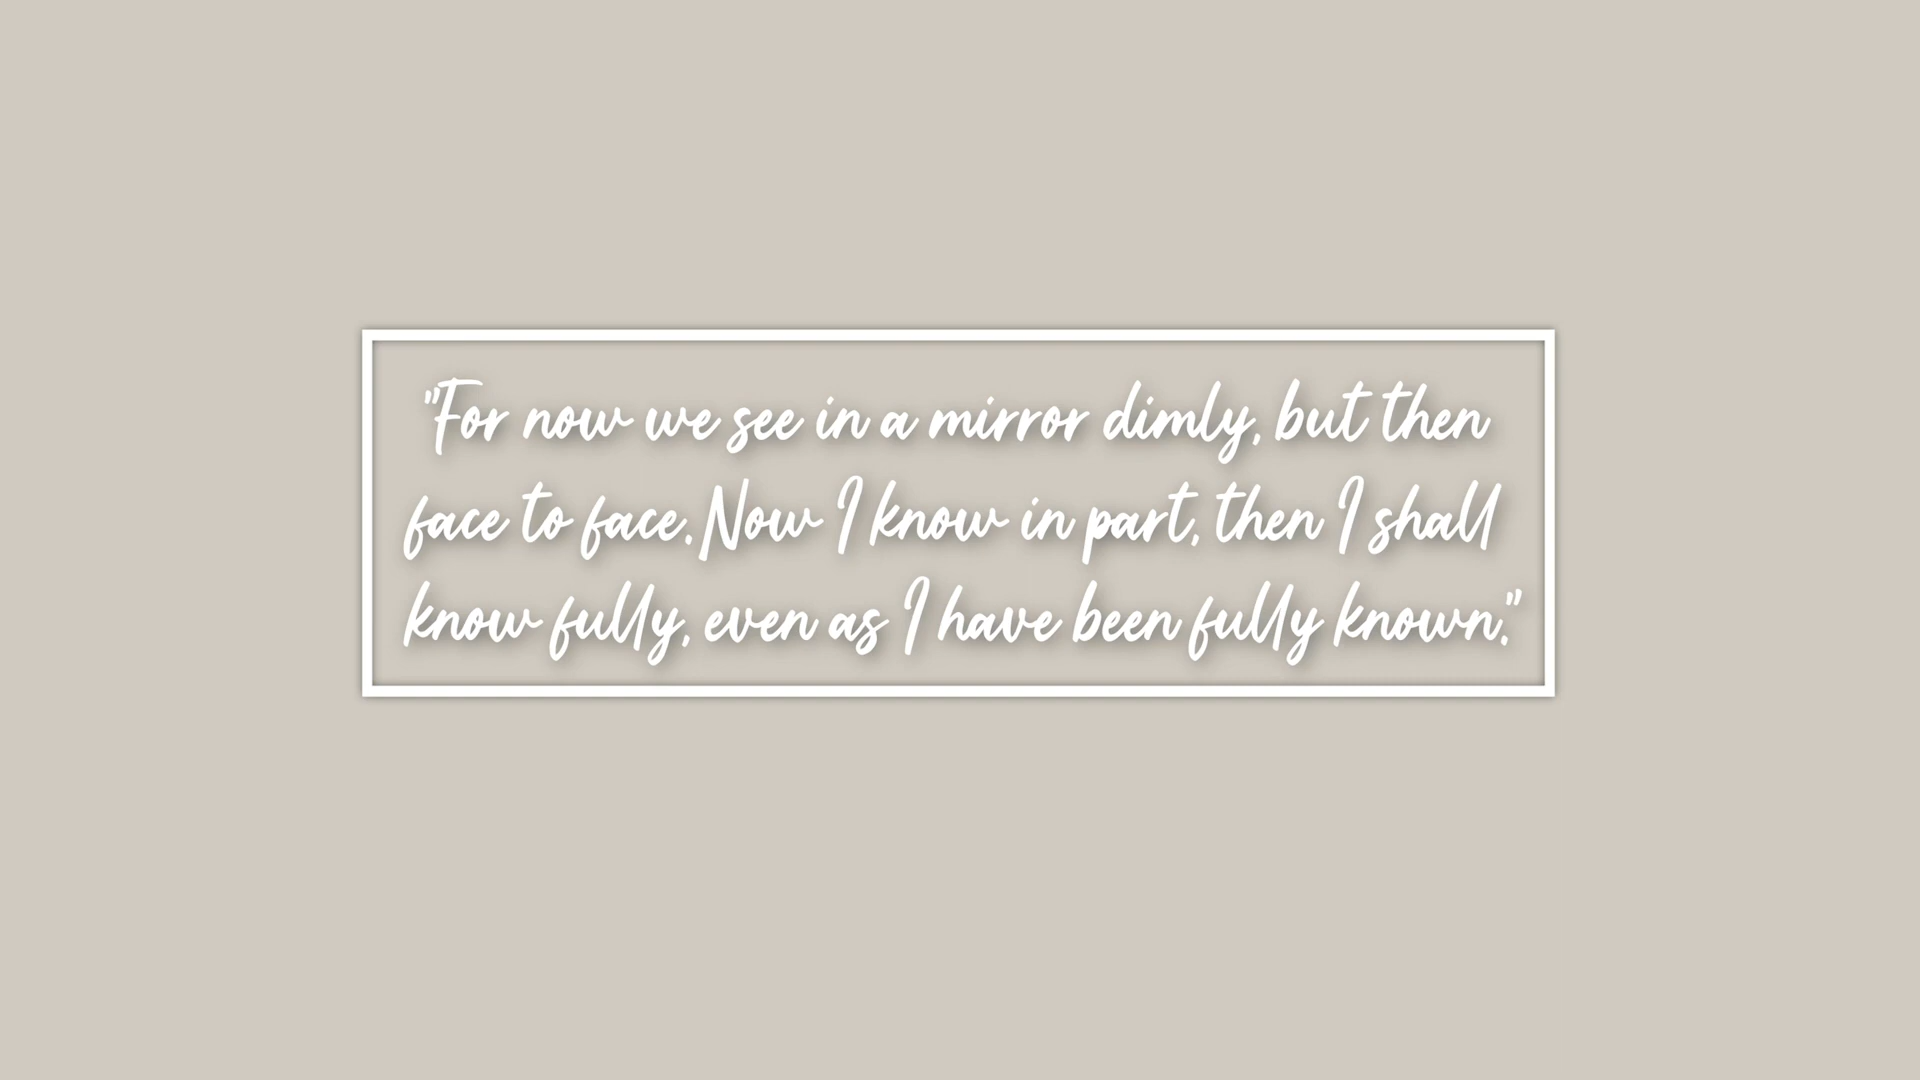 "For now we see in a mirror dimly, but then
face to face. Now I know in part, then I shall
know fully, even as I have been fully known."